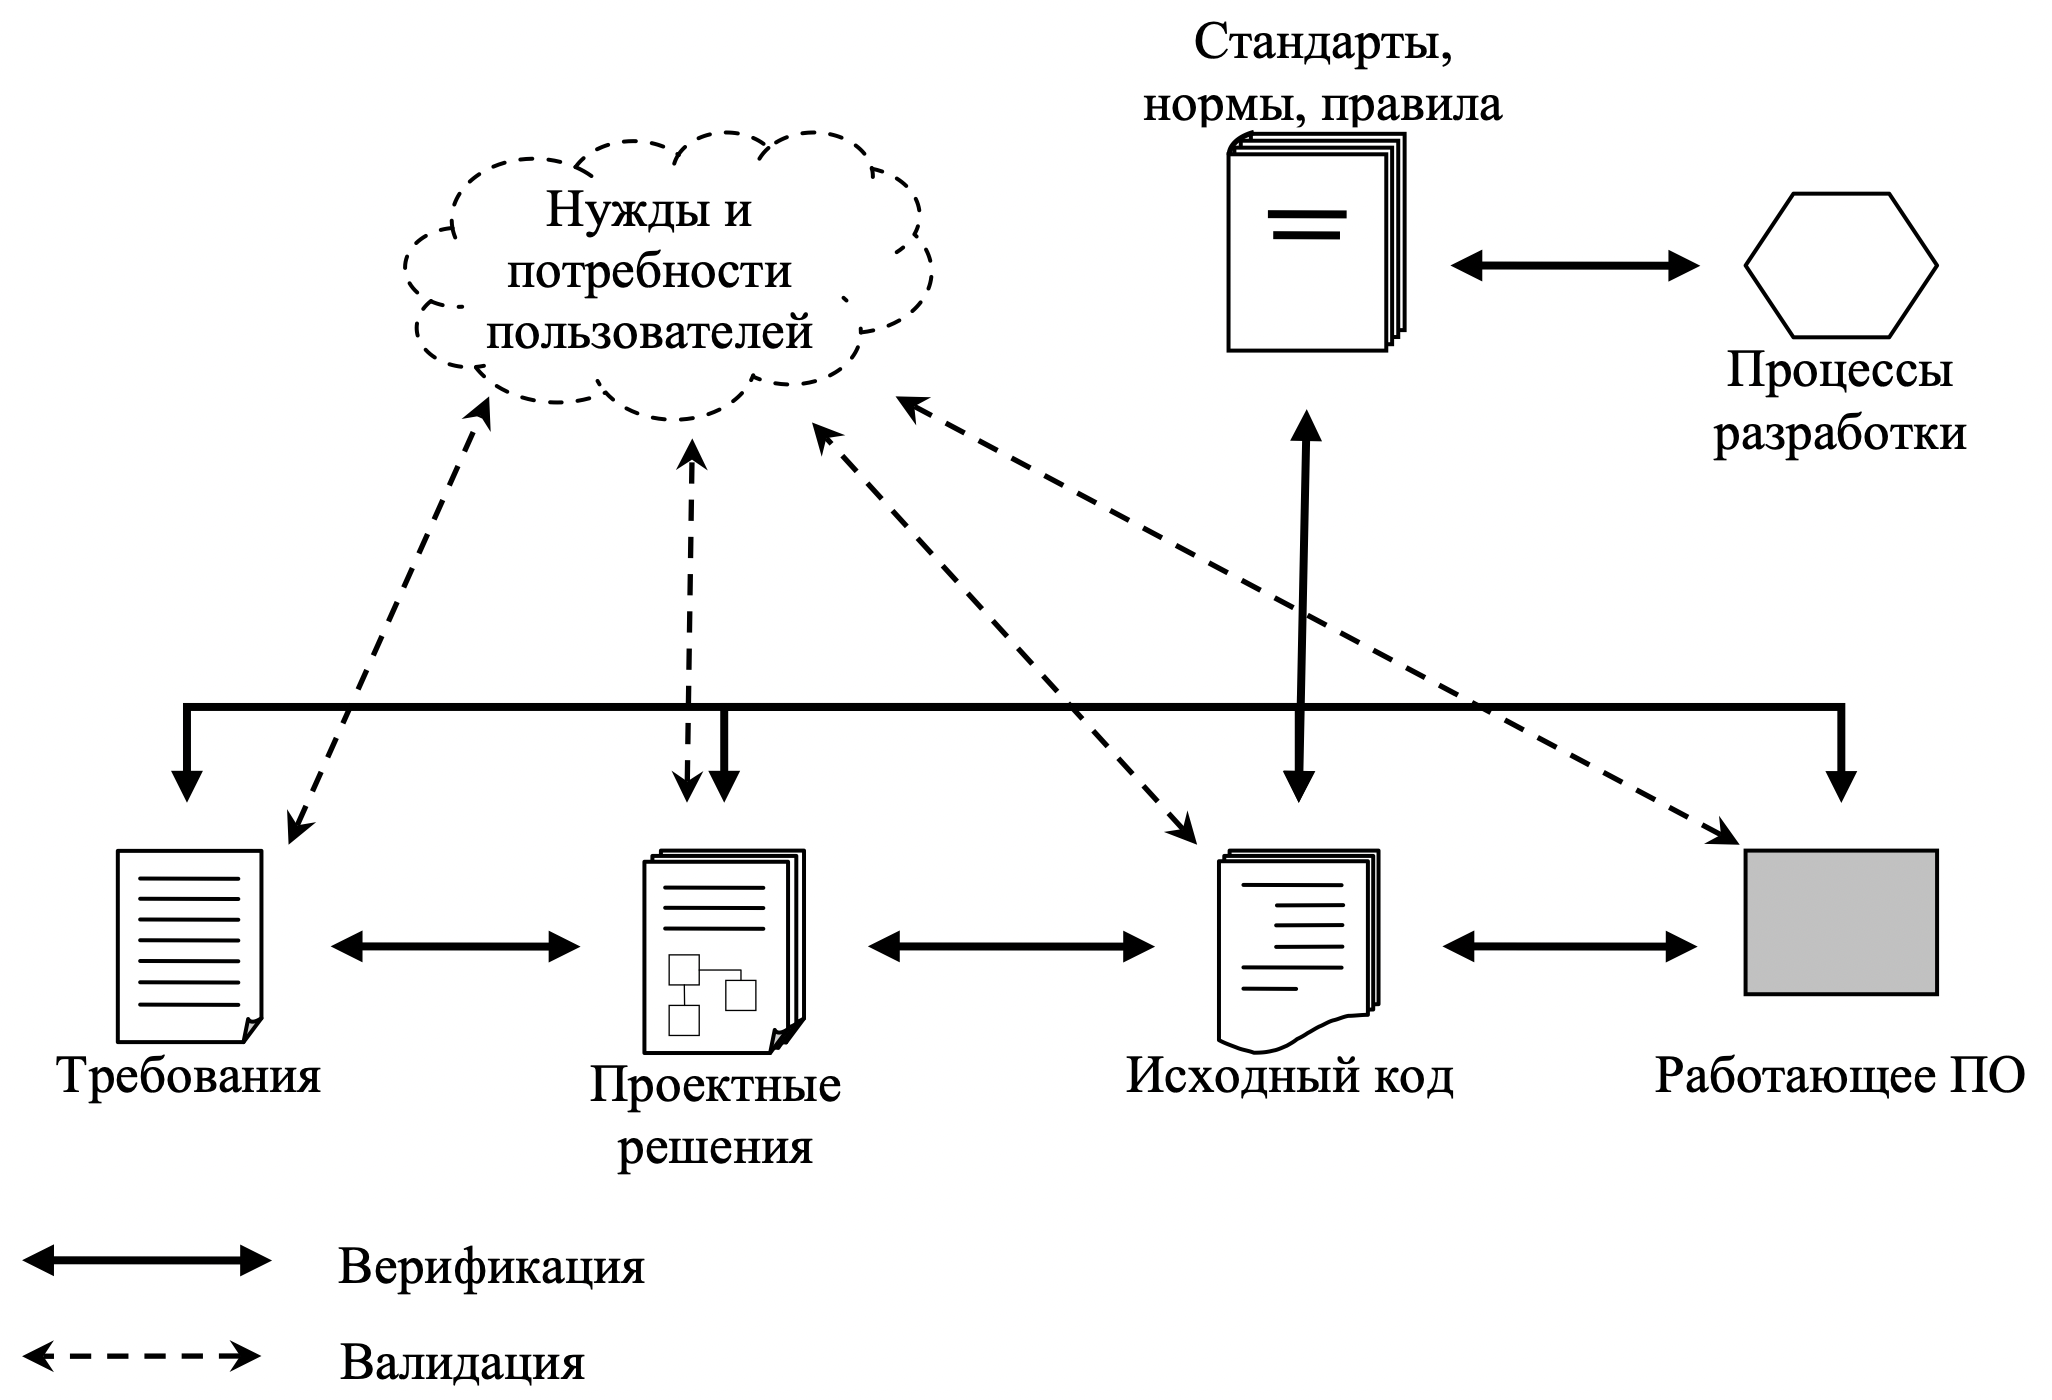 Стандарты,
нормы, правила
Нужды и
потребности
пользователей
Процессы
разработки
Требования
Проектные
решения
Исходный код
Работающее ПО
Верификация
Валидация